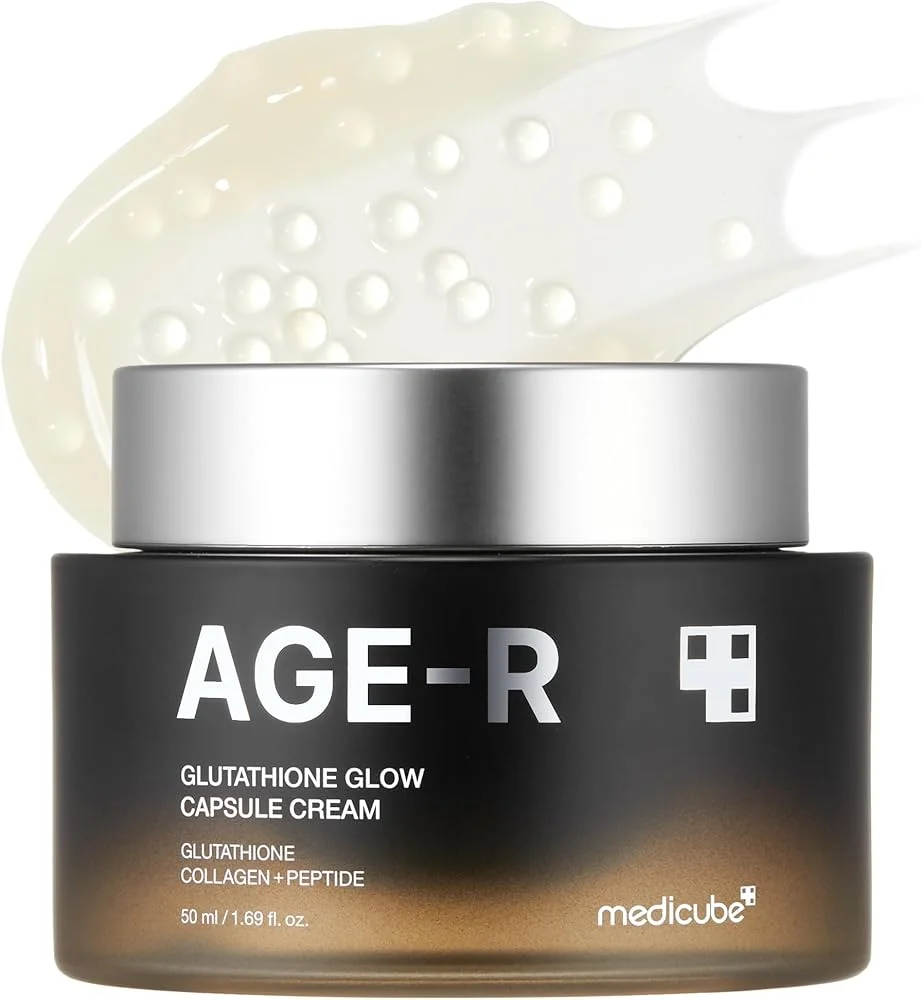 AGE-R
GLUTATHIONE GLOW
CAPSULE CREAM
GLUTATHIONE
COLLAGEN+PEPTIDE
50 ml / 1.69 fl. oz.
medicube